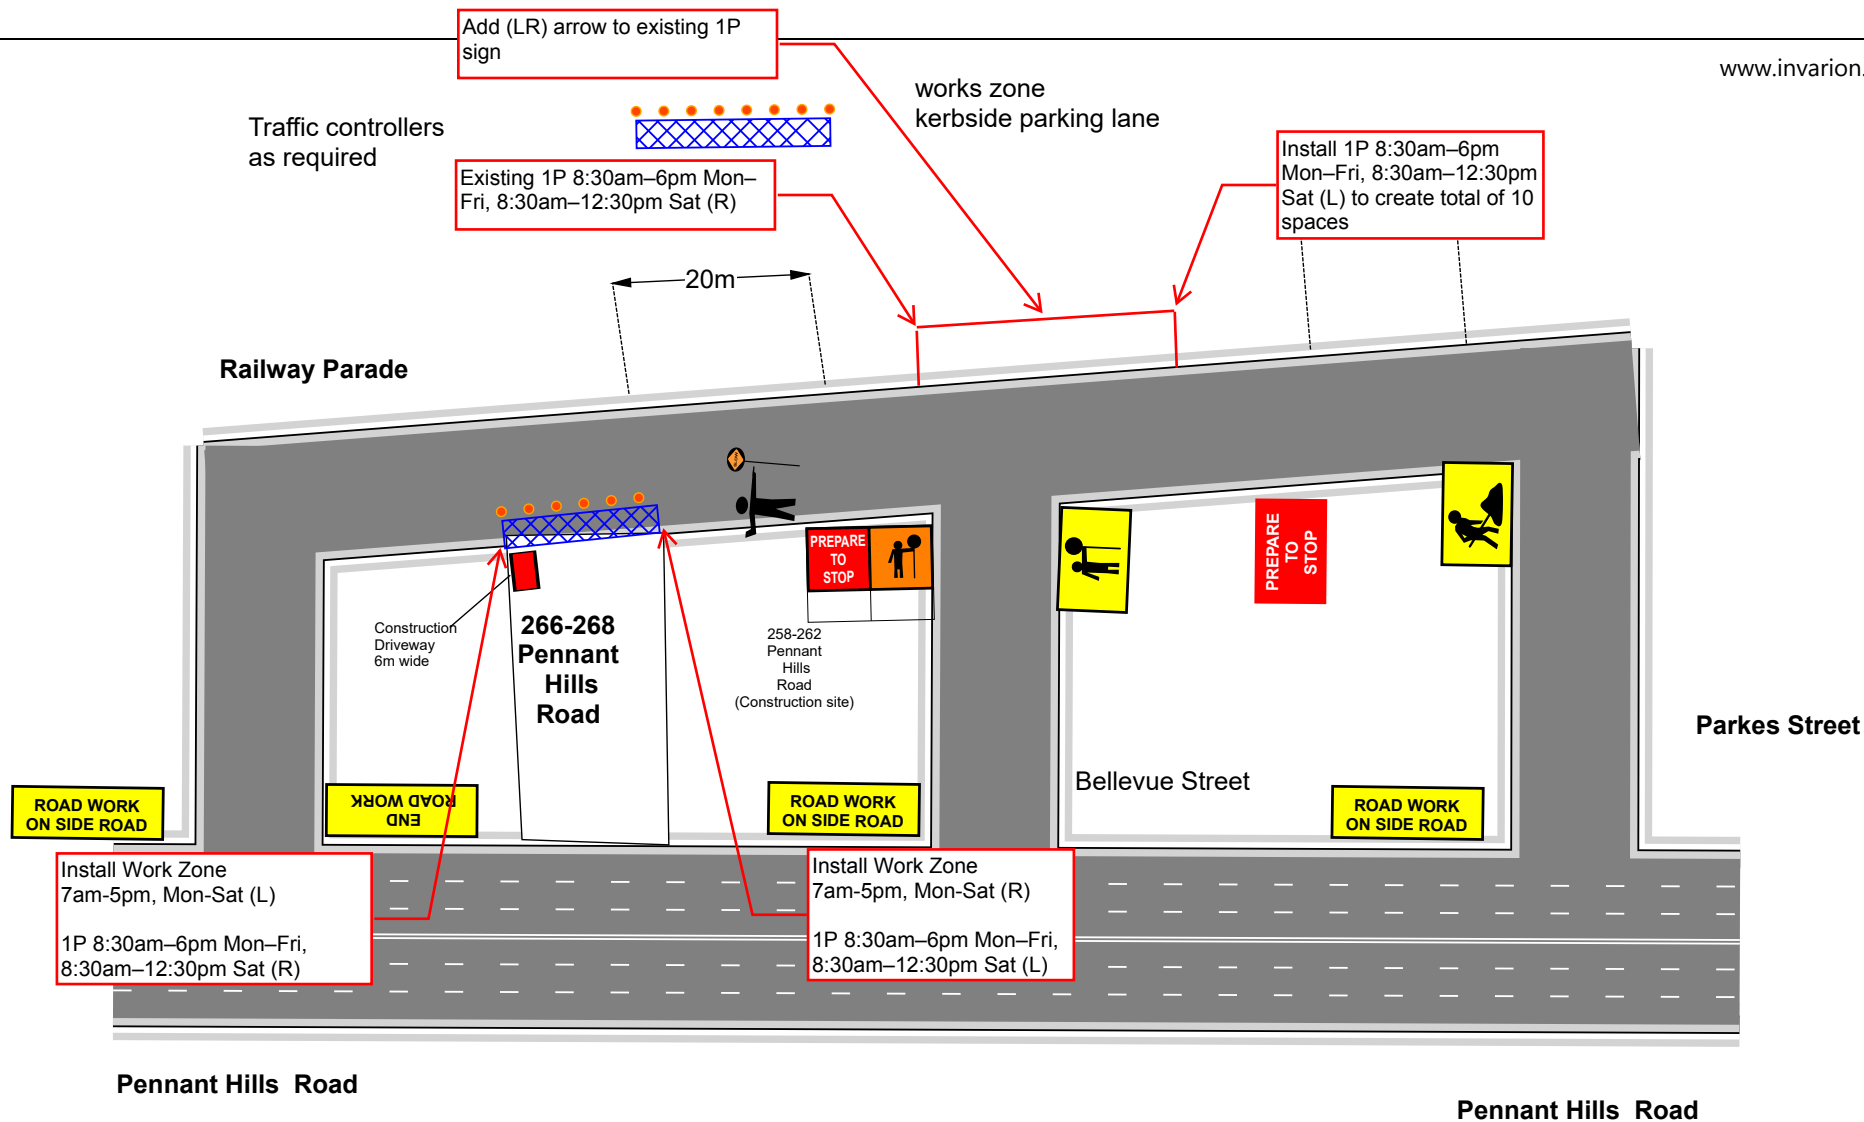 Add (LR) arrow to existing 1P
sign
www.invarion.
works zone
kerbside parking lane
Traffic controllers
as required
Install 1P 8:30am–6pm
Mon–Fri, 8:30am–12:30pm
Sat (L) to create total of 10
spaces
Existing 1P 8:30am–6pm Mon–
Fri, 8:30am–12:30pm Sat (R)
20m
Railway Parade
PREPARE
TO
STOP
PREPARE
TO
STOP
Construction
Driveway
6m wide
266-268
Pennant
Hills
Road
258-262
Pennant
Hills
Road
(Construction site)
Parkes Street
Bellevue Street
ROAD WORK
ON SIDE ROAD
END
ROAD WORK
ROAD WORK
ON SIDE ROAD
ROAD WORK
ON SIDE ROAD
Install Work Zone
7am-5pm, Mon-Sat (L)
1P 8:30am–6pm Mon–Fri,
8:30am–12:30pm Sat (R)
Install Work Zone
7am-5pm, Mon-Sat (R)
1P 8:30am–6pm Mon–Fri,
8:30am–12:30pm Sat (L)
Pennant Hills  Road
Pennant Hills  Road